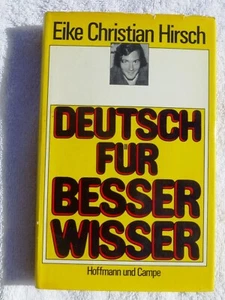 Eike Christian Hirsch
DEUTSCH
FÜR
BESSER
WISSER
Hoffmann und Campe